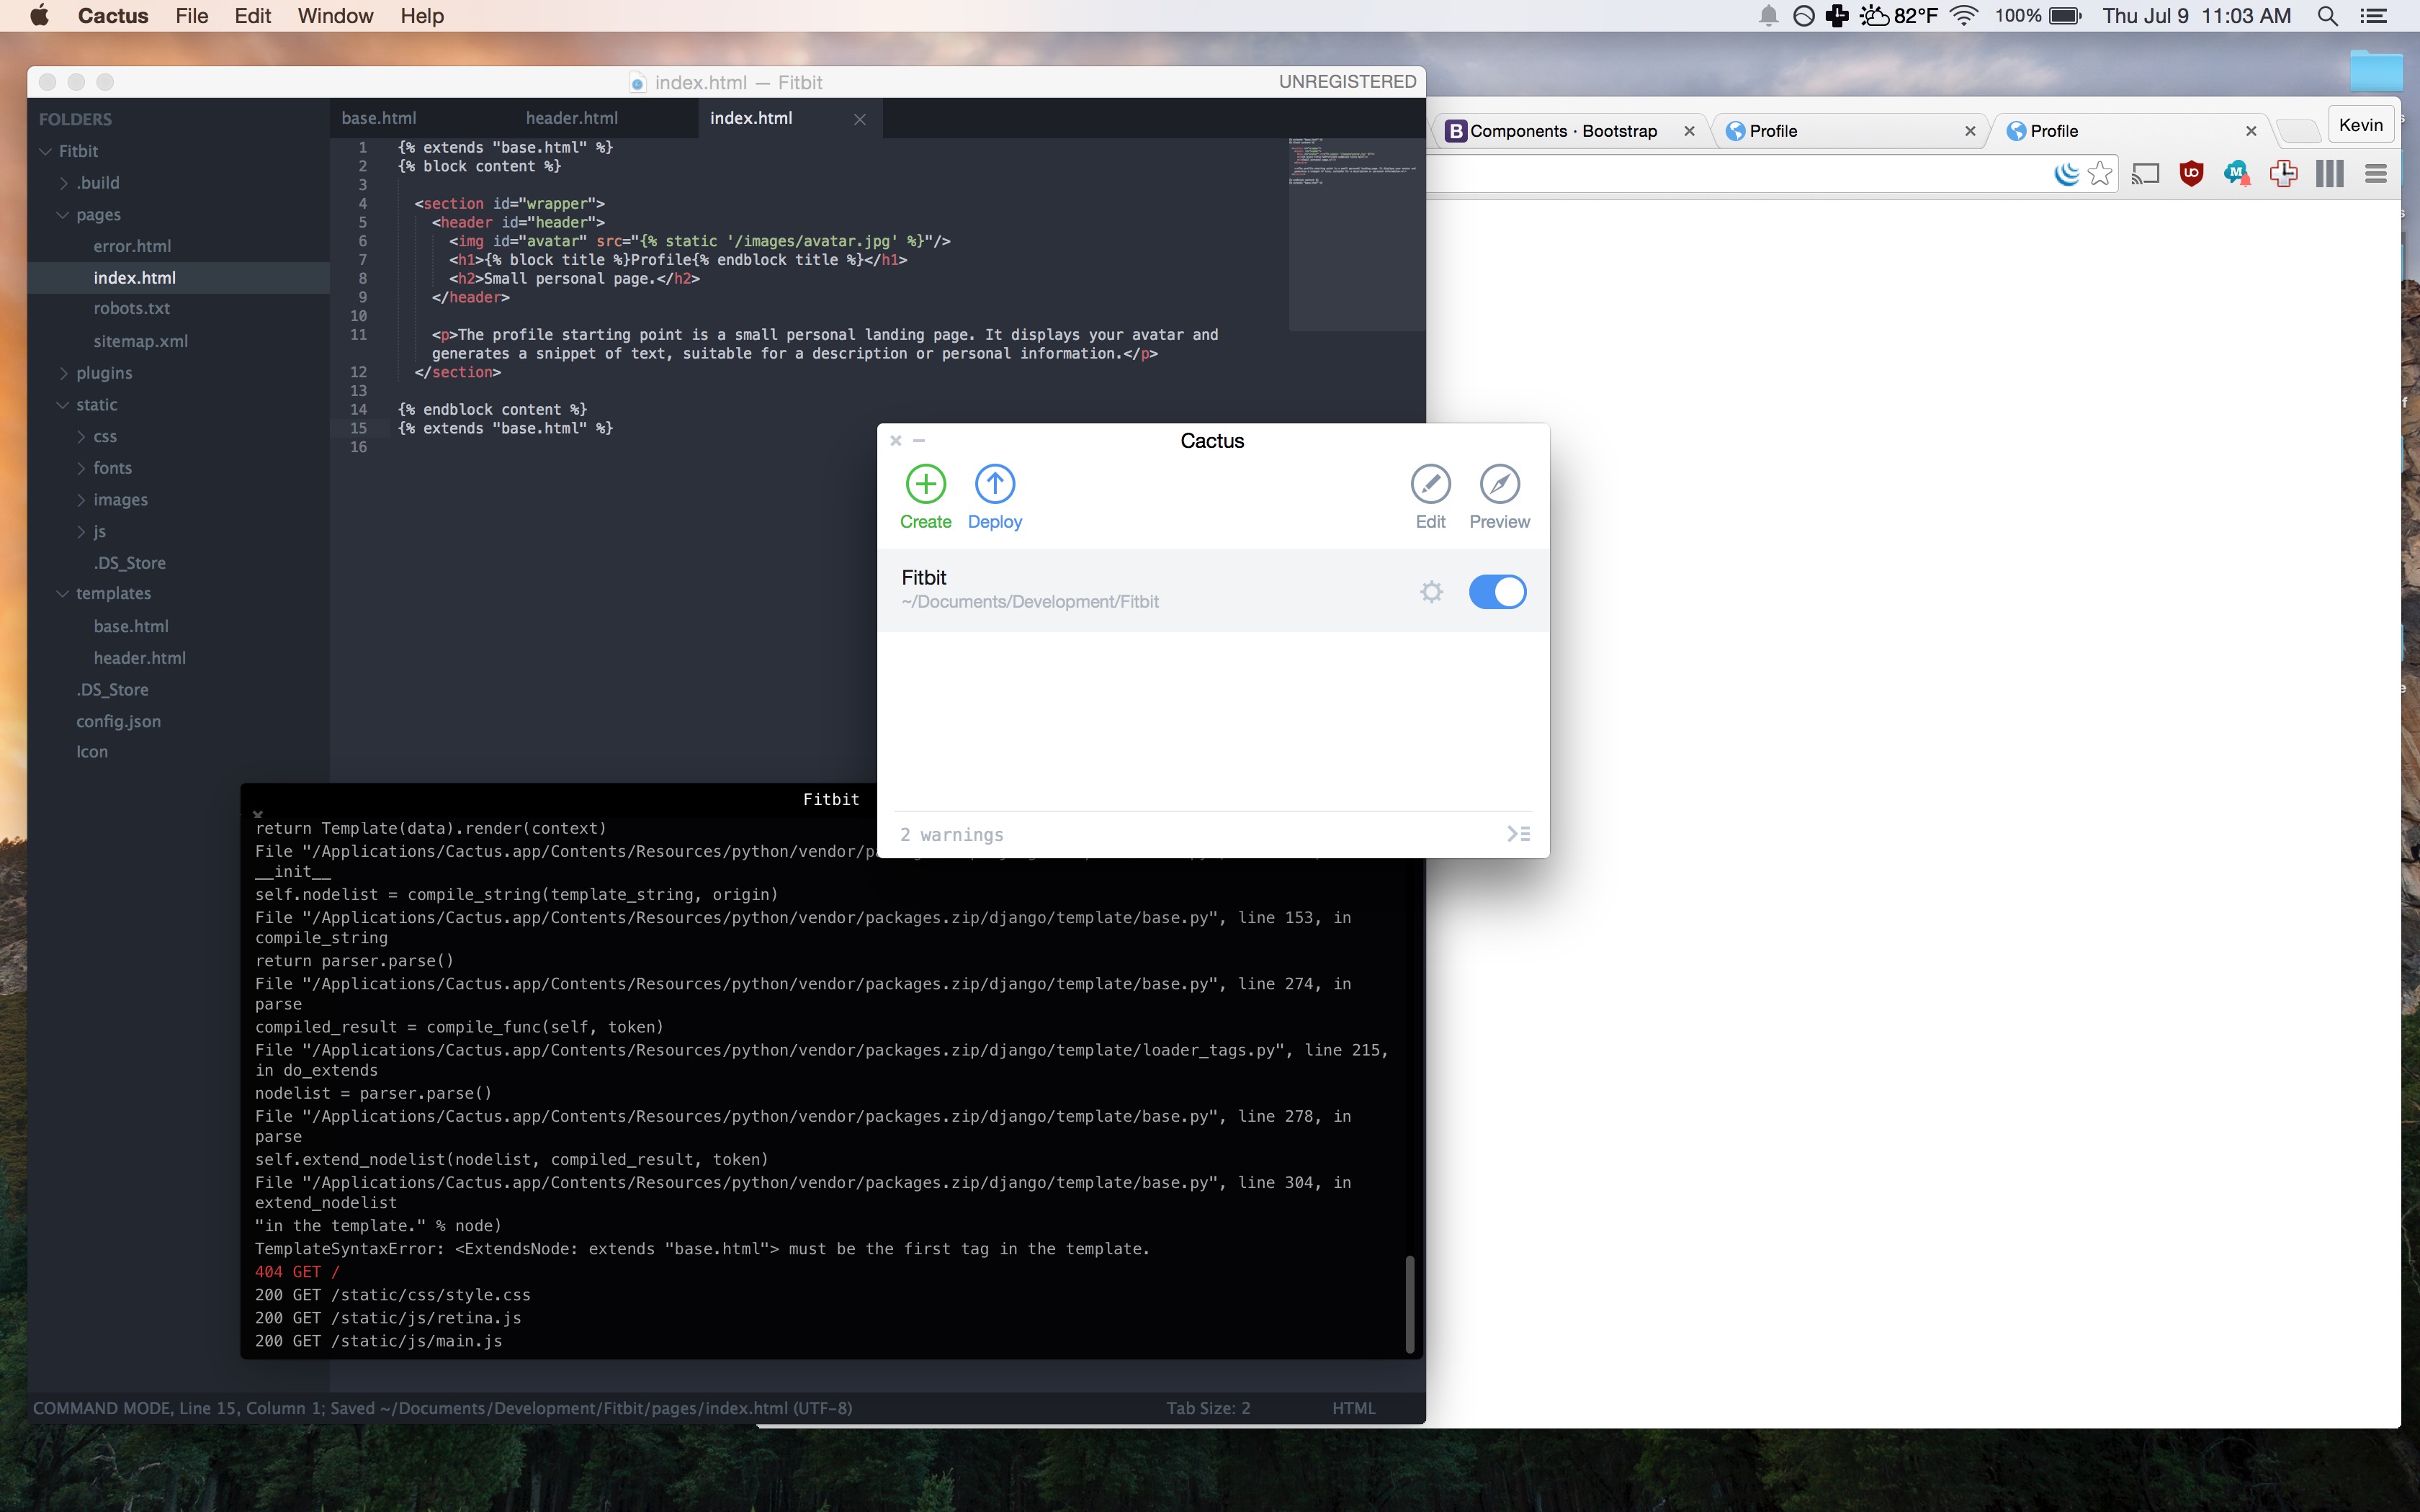 Cactus File Edit Window Help
82°F 100% Thu Jul 9 11:03 AM
index.html — Fitbit UNREGISTERED
FOLDERS
Fitbit
.build
pages
error.html
index.html
robots.txt
sitemap.xml
plugins
static
css
fonts
images
js
.DS_Store
templates
base.html
header.html
.DS_Store
config.json
Icon
base.html header.html index.html
1 {% extends "base.html" %}
2 {% block content %}
3
4 <section id="wrapper">
5 <header id="header">
6 <img id="avatar" src="{% static '/images/avatar.jpg' %}"/>
7 <h1>{% block title %}Profile{% endblock title %}</h1>
8 <h2>Small personal page.</h2>
9 </header>
10
11 <p>The profile starting point is a small personal landing page. It displays your avatar and
generates a snippet of text, suitable for a description or personal information.</p>
12 </section>
13
14 {% endblock content %}
15 {% extends "base.html" %}
16
B Components · Bootstrap
Profile
Profile
Kevin
Cactus
Create Deploy Edit Preview
Fitbit
~/Documents/Development/Fitbit
2 warnings
Fitbit
return Template(data).render(context)
File "/Applications/Cactus.app/Contents/Resources/python/vendor/
__init__
self.nodelist = compile_string(template_string, origin)
File "/Applications/Cactus.app/Contents/Resources/python/vendor/packages.zip/django/template/base.py", line 153, in
compile_string
return parser.parse()
File "/Applications/Cactus.app/Contents/Resources/python/vendor/packages.zip/django/template/base.py", line 274, in
parse
compiled_result = compile_func(self, token)
File "/Applications/Cactus.app/Contents/Resources/python/vendor/packages.zip/django/template/loader_tags.py", line 215,
in do_extends
nodelist = parser.parse()
File "/Applications/Cactus.app/Contents/Resources/python/vendor/packages.zip/django/template/base.py", line 278, in
parse
self.extend_nodelist(nodelist, compiled_result, token)
File "/Applications/Cactus.app/Contents/Resources/python/vendor/packages.zip/django/template/base.py", line 304, in
extend_nodelist
"in the template." % node)
TemplateSyntaxError: <ExtendsNode: extends "base.html"> must be the first tag in the template.
404 GET /
200 GET /static/css/style.css
200 GET /static/js/retina.js
200 GET /static/js/main.js
COMMAND MODE, Line 15, Column 1; Saved ~/Documents/Development/Fitbit/pages/index.html (UTF-8) Tab Size: 2 HTML